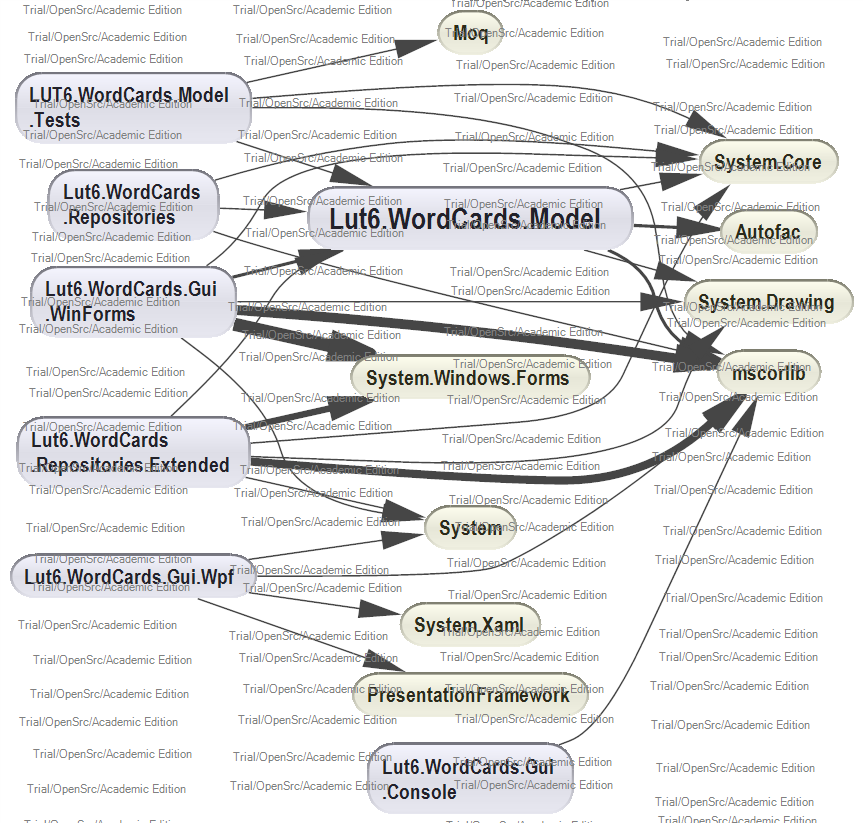 Moq
LUT6.WordCards.Model
.Tests
System.Core
Lut6.WordCards
.Repositories
Lut6.WordCards.Model
Autofac
Lut6.WordCards.Gui
.WinForms
System.Drawing
mscorlib
System.Windows.Forms
Lut6.WordCards
.Repositories.Extended
System
Lut6.WordCards.Gui.Wpf
System.Xaml
PresentationFramework
Lut6.WordCards.Gui
.Console
Trial/OpenSrc/Academic Edition